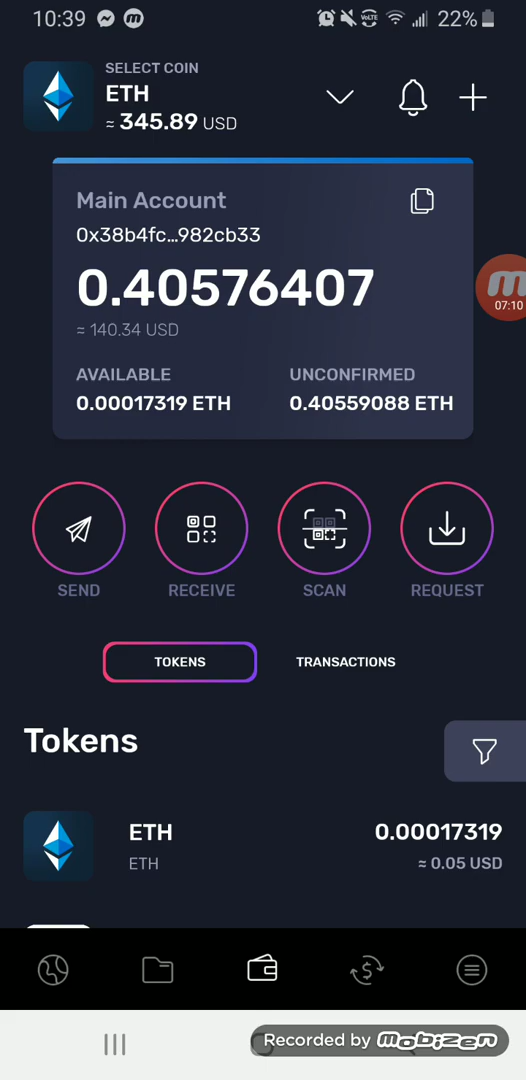 10:39
VoLTE
22%
SELECT COIN
ETH
≈ 345.89 USD
Main Account
0x38b4fc...982cb33
0.40576407
≈ 140.34 USD
AVAILABLE UNCONFIRMED
0.00017319 ETH 0.40559088 ETH
07:10
SEND RECEIVE SCAN REQUEST
TOKENS TRANSACTIONS
Tokens
ETH 0.00017319
ETH ≈ 0.05 USD
Recorded by mobizen